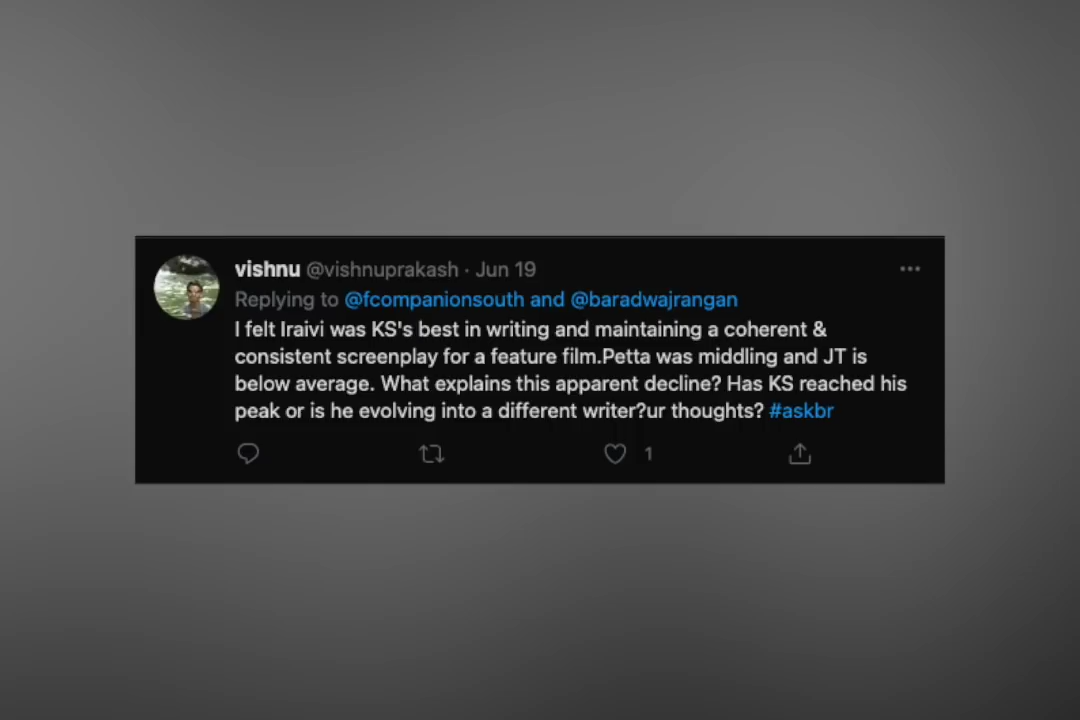 vishnu @vishnuprakash · Jun 19
Replying to @fcompanionsouth and @baradwajrangan
I felt Iraivi was KS's best in writing and maintaining a coherent &
consistent screenplay for a feature film.Petta was middling and JT is
below average. What explains this apparent decline? Has KS reached his
peak or is he evolving into a different writer?ur thoughts? #askbr
1